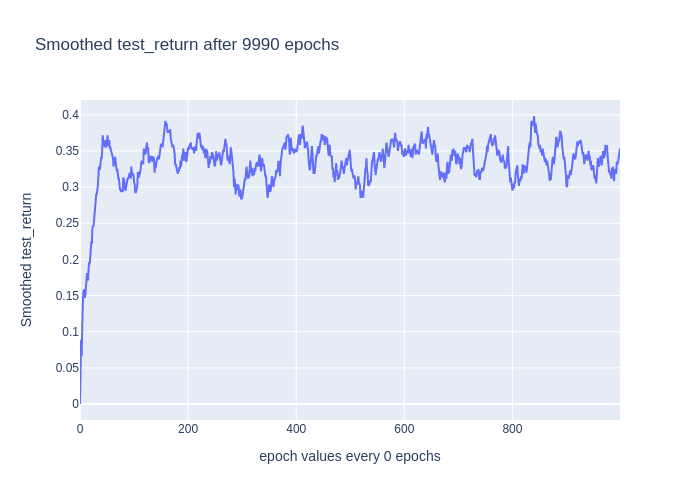 Smoothed test_return after 9990 epochs
0.4
0.35
0.3
0.25
0.2
0.15
0.1
0.05
0
Smoothed test_return
0 200 400 600 800
epoch values every 0 epochs